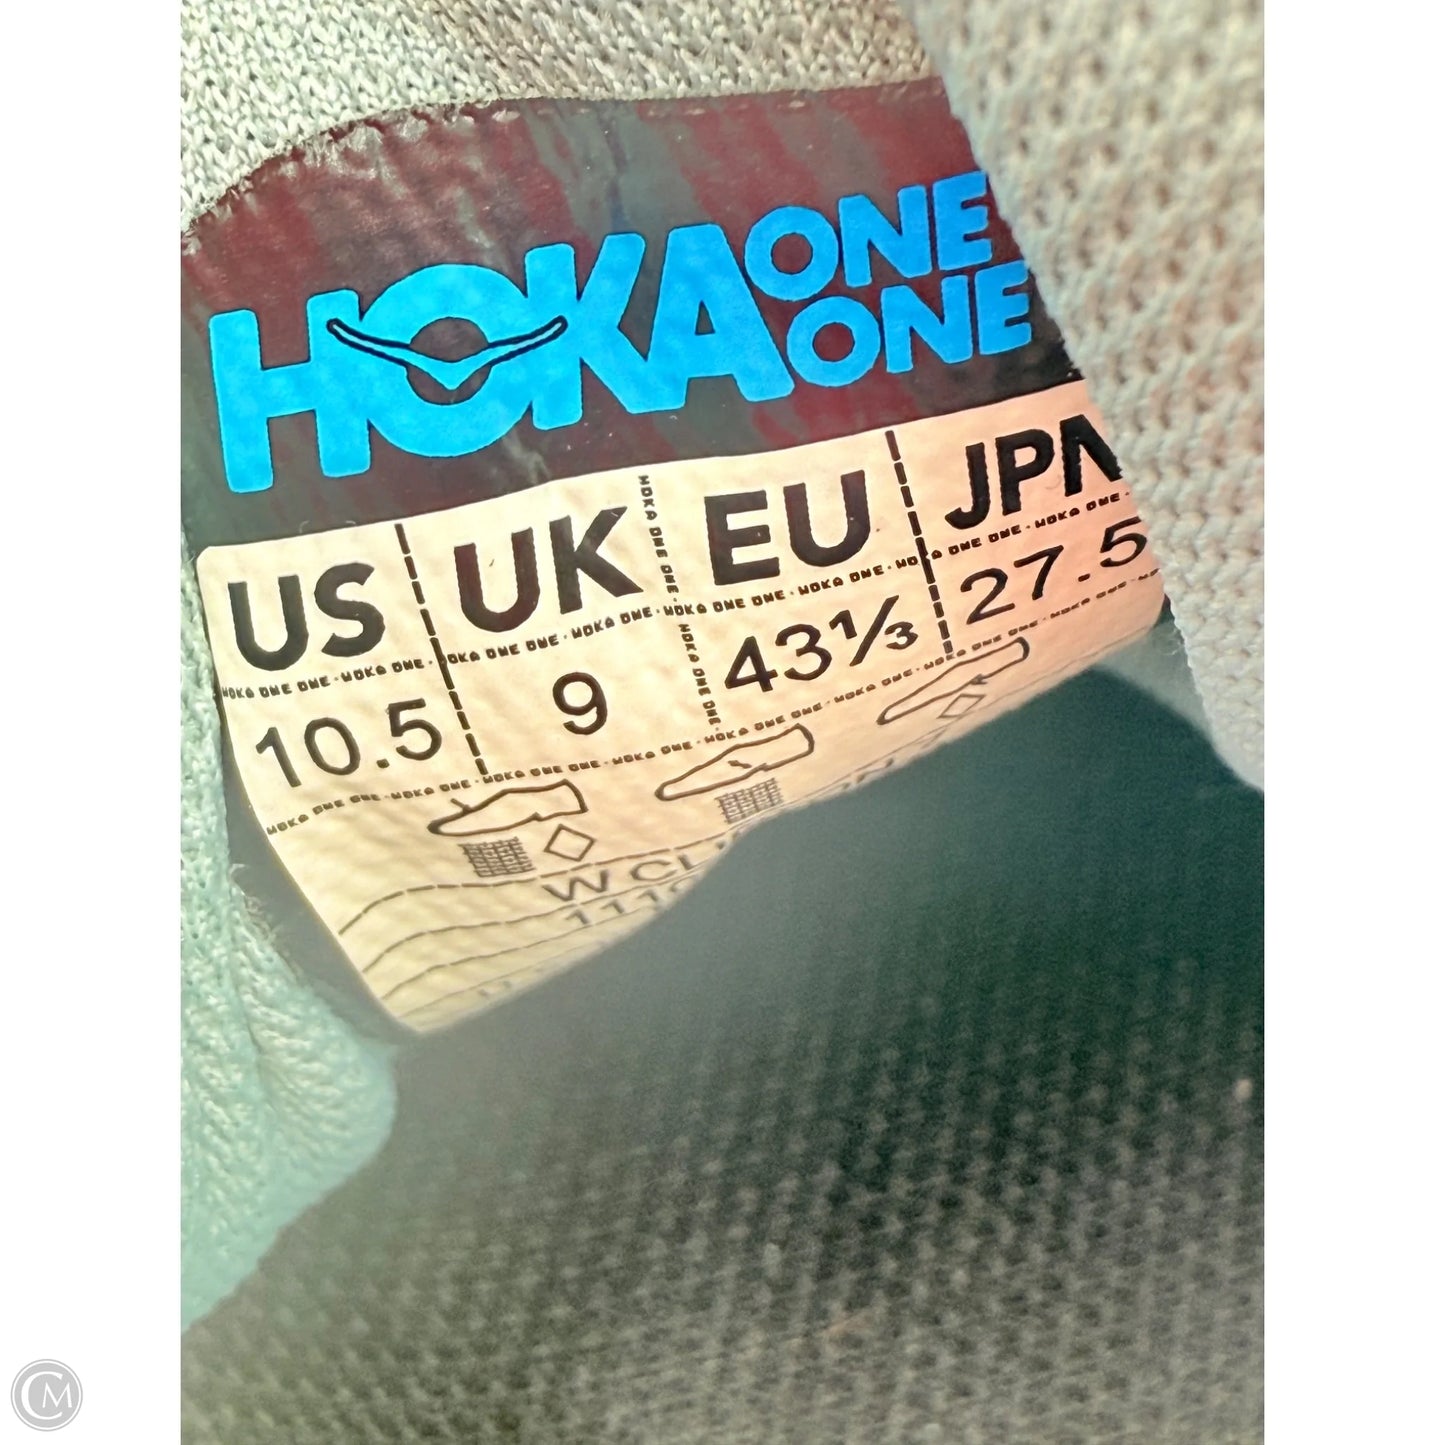 HOKA ONE ONE
US UK EU JPN
10.5 9 43⅓ 27.5
W